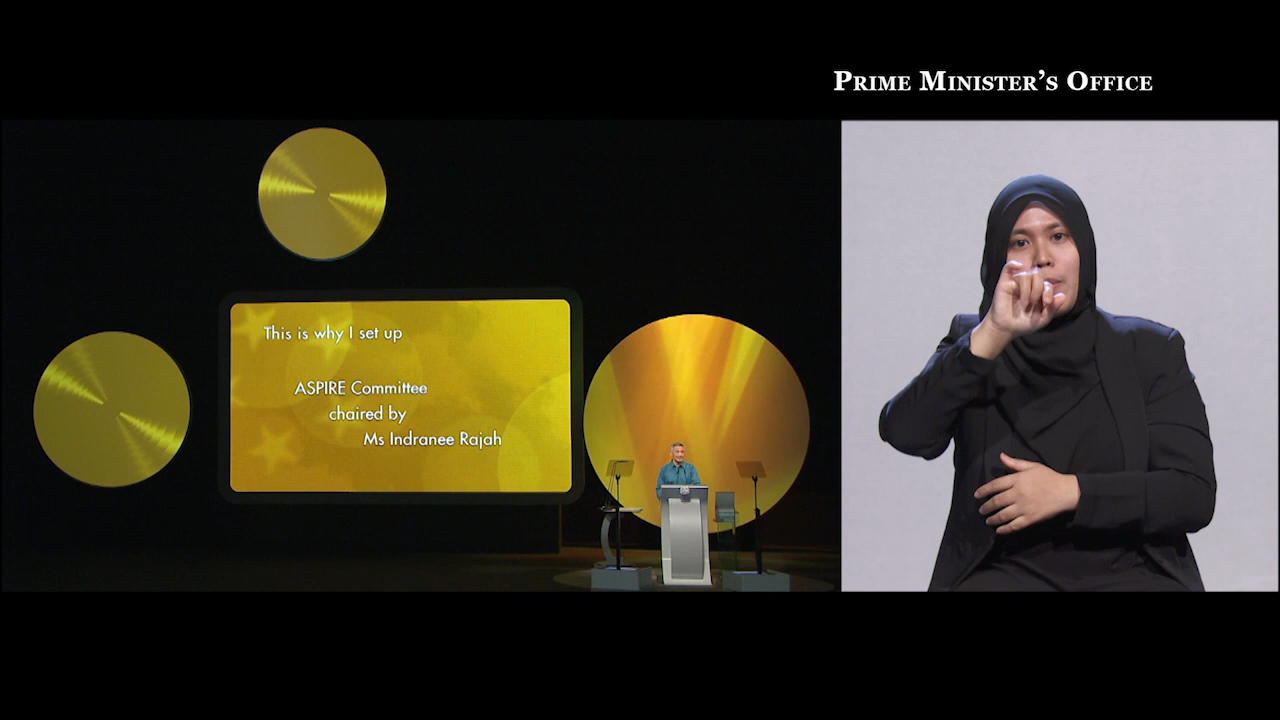 PRIME MINISTER'S OFFICE
This is why I set up
ASPIRE Committee
chaired by
Ms Indranee Rajah